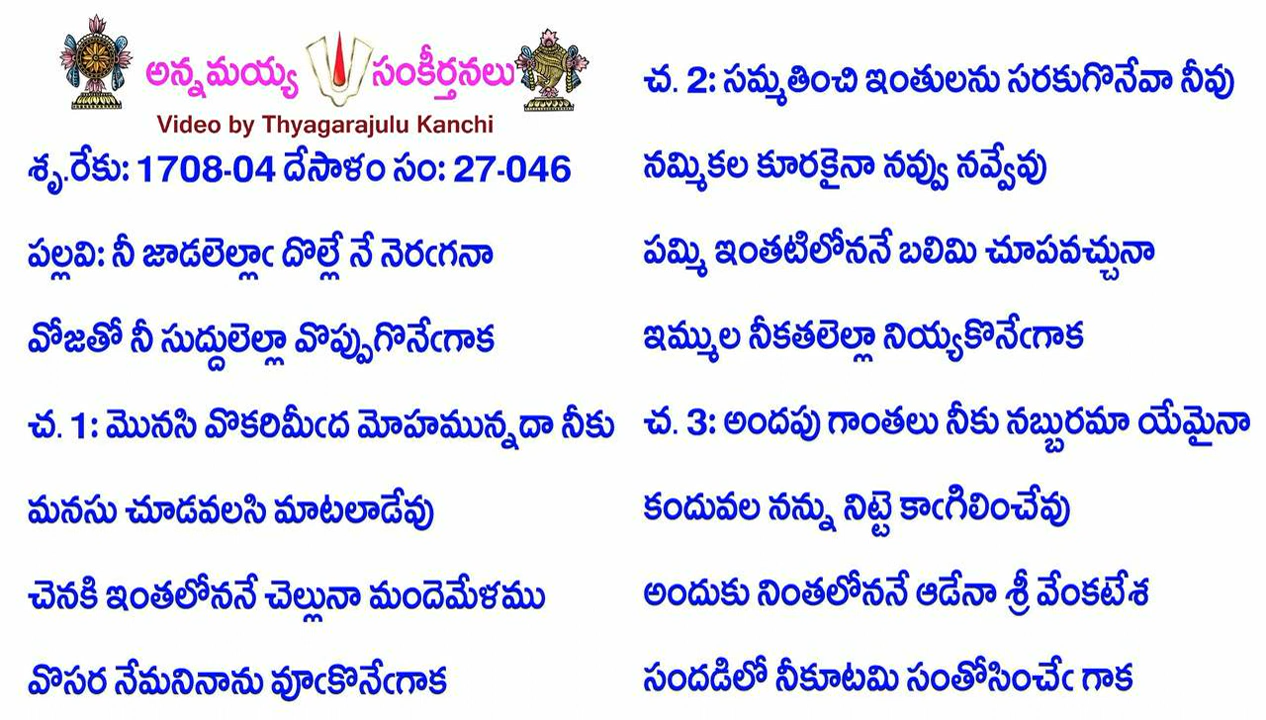 అన్నమయ్య సంకీర్తనలు
Video by Thyagarajulu Kanchi
శృ.రేకు: 1708-04 దేసాళం సం: 27-046
పల్లవి: నీ జాడలెల్లాఁ దొల్లే నే నెరఁగనా
వోజతో నీ సుద్దులెల్లా వొప్పుగొనేఁగాక
చ. 1: మొనసి వొకరిమీఁద మోహమున్నదా నీకు
మనసు చూడవలసి మాటలాడేవు
చెనకి ఇంతలోననే చెల్లునా మందెమేళము
వొసర నేమనినాను వూఁకొనేఁగాక
చ. 2: సమ్మతించి ఇంతులను సరకుగొనేవా నీవు
నమ్మికల కూరకైనా నవ్వు నవ్వేవు
పమ్మి ఇంతటిలోననే బలిమి చూపవచ్చునా
ఇమ్ముల నీకతలెల్లా నియ్యకొనేఁగాక
చ. 3: అందపు గాంతలు నీకు నబ్బురమా యేమైనా
కందువల నన్ను నిట్టె కాఁగిలించేవు
అందుకు నింతలోననే ఆడేనా శ్రీ వేంకటేశ
సందడిలో నీకూటమి సంతోసించేఁ గాక